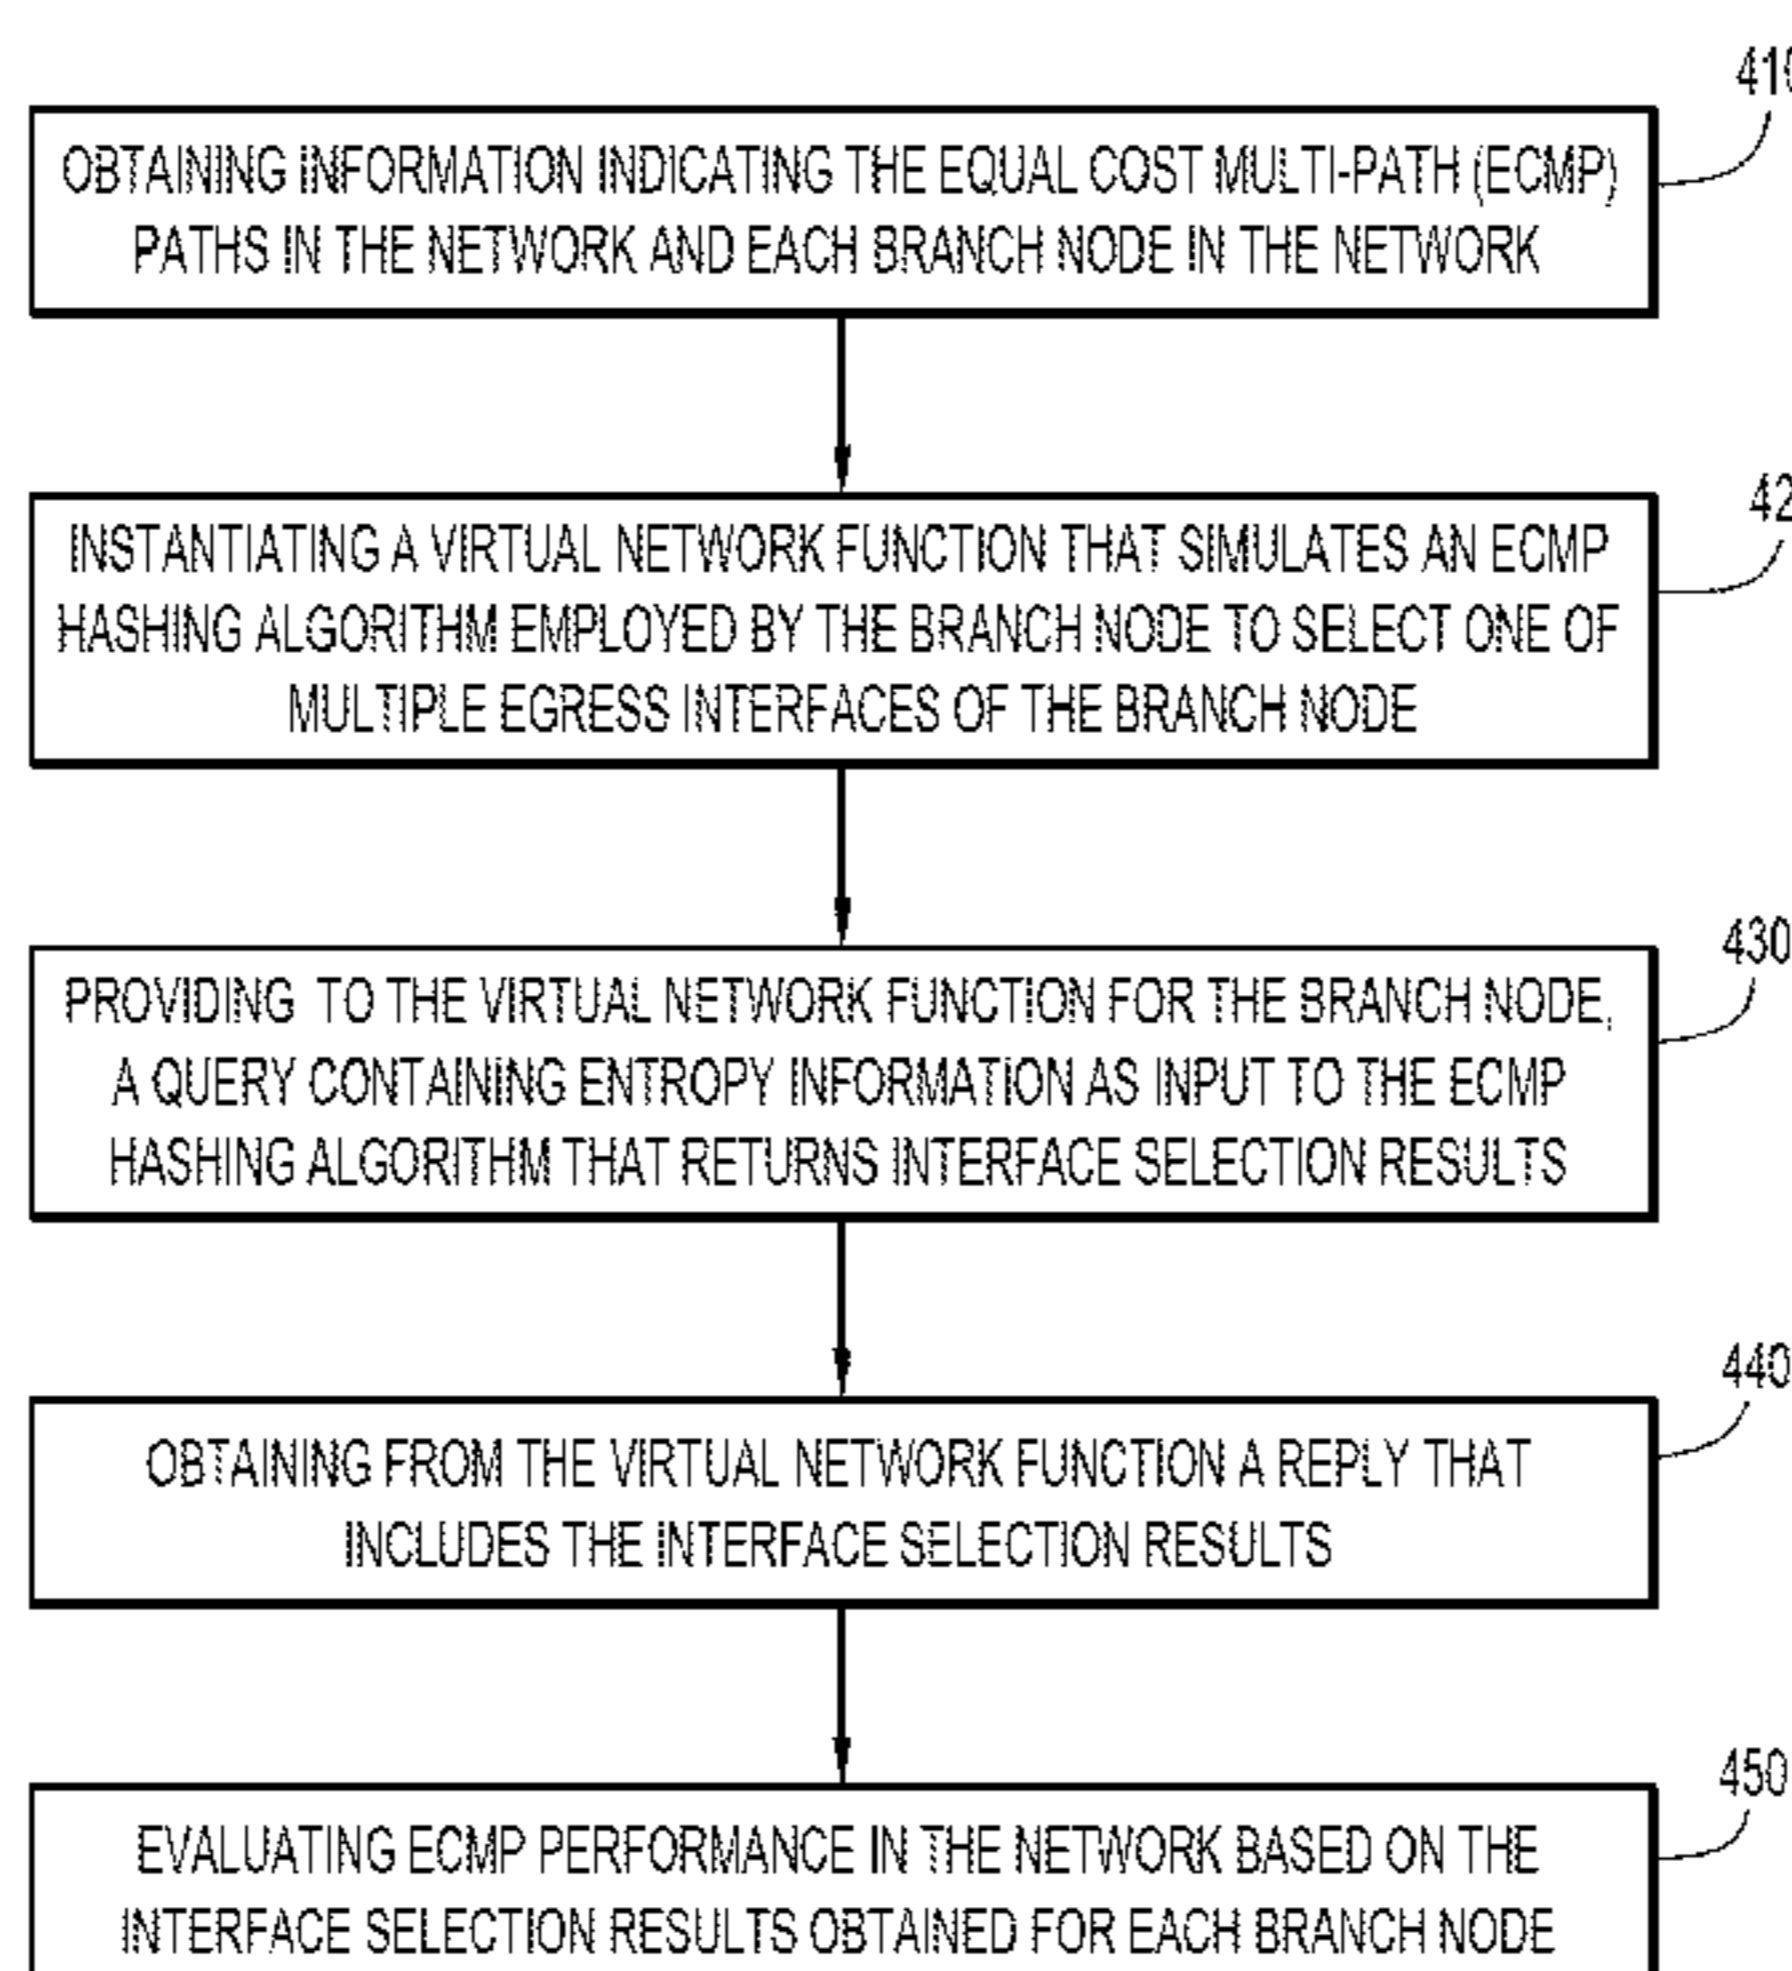 410
OBTAINING INFORMATION INDICATING THE EQUAL COST MULTI-PATH (ECMP)
PATHS IN THE NETWORK AND EACH BRANCH NODE IN THE NETWORK
42
INSTANTIATING A VIRTUAL NETWORK FUNCTION THAT SIMULATES AN ECMP
HASHING ALGORITHM EMPLOYED BY THE BRANCH NODE TO SELECT ONE OF
MULTIPLE EGRESS INTERFACES OF THE BRANCH NODE
430
PROVIDING TO THE VIRTUAL NETWORK FUNCTION FOR THE BRANCH NODE,
A QUERY CONTAINING ENTROPY INFORMATION AS INPUT TO THE ECMP
HASHING ALGORITHM THAT RETURNS INTERFACE SELECTION RESULTS
440
OBTAINING FROM THE VIRTUAL NETWORK FUNCTION A REPLY THAT
INCLUDES THE INTERFACE SELECTION RESULTS
450
EVALUATING ECMP PERFORMANCE IN THE NETWORK BASED ON THE
INTERFACE SELECTION RESULTS OBTAINED FOR EACH BRANCH NODE